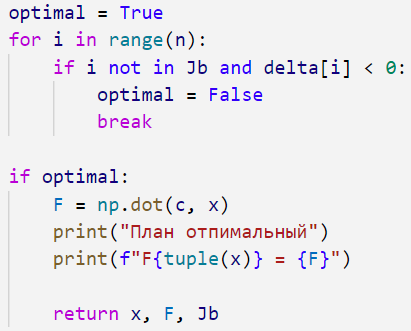 optimal = True
for i in range(n):
    if i not in Jb and delta[i] < 0:
        optimal = False
        break
if optimal:
    F = np.dot(c, x)
    print("План отпимальный")
    print(f"F{tuple(x)} = {F}")
    return x, F, Jb